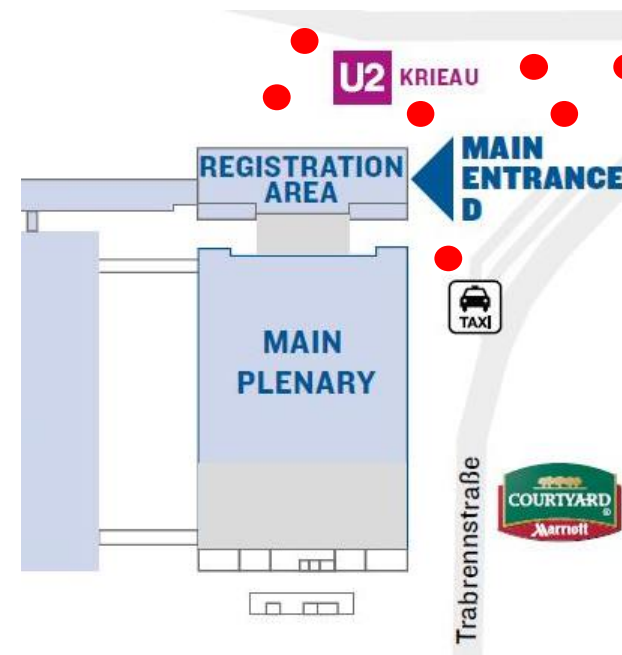 U2 KRIEAU
REGISTRATION
AREA
MAIN
ENTRANCE
D
TAXI
MAIN
PLENARY
Trabrennstraße
COURTYARD
®
Marriott